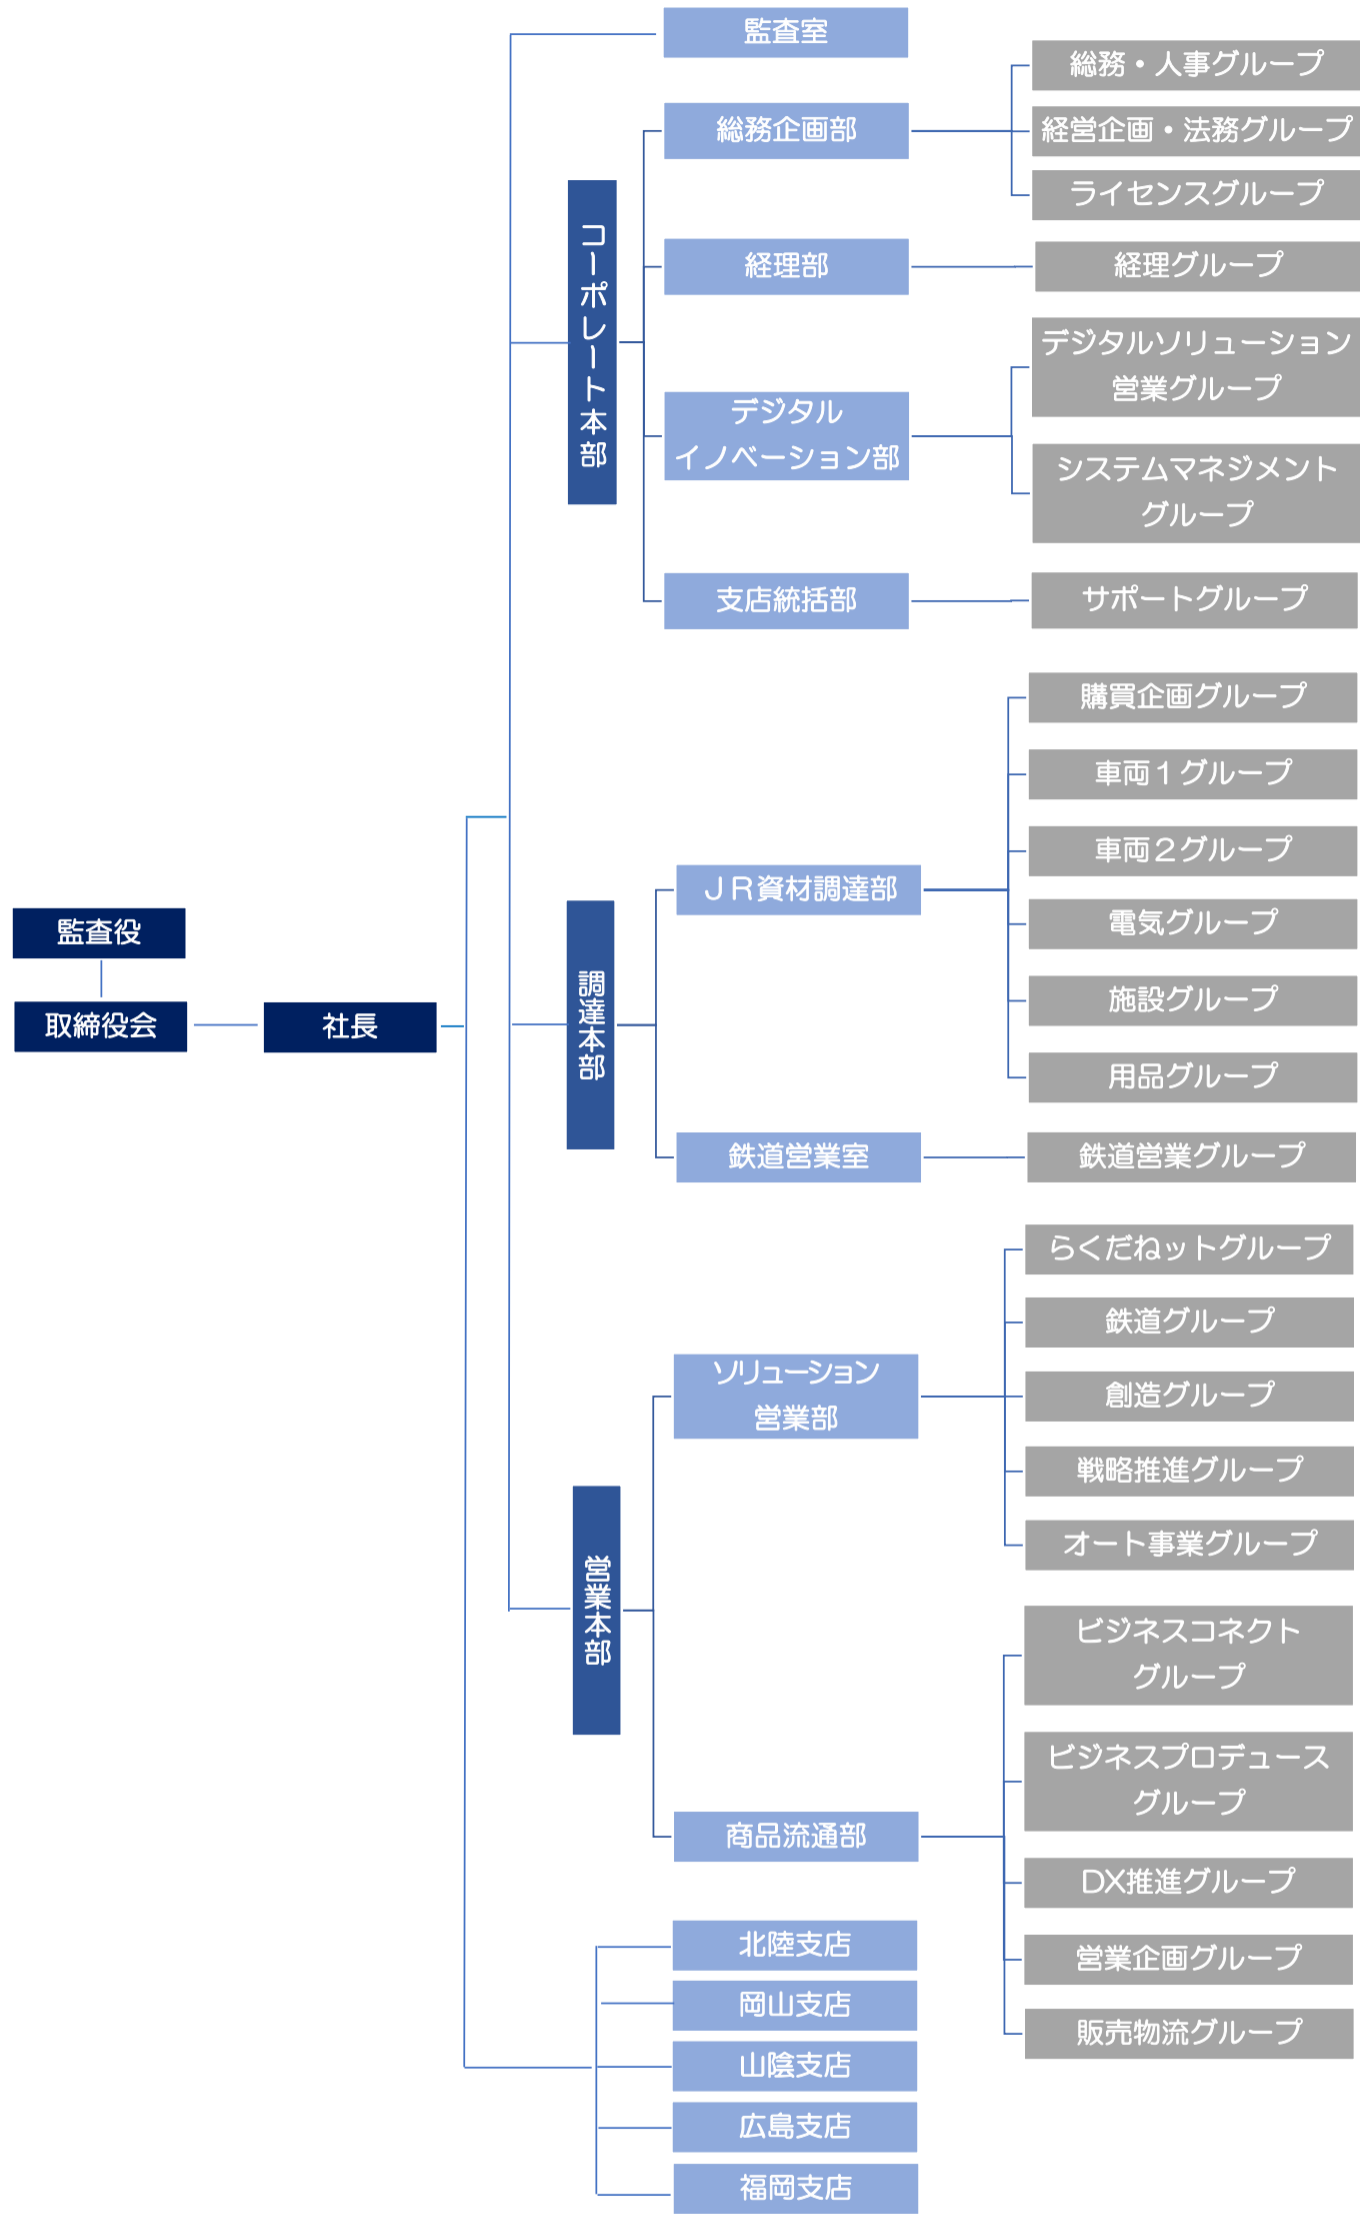 監査役
取締役会
社長
監査室
コーポレート本部
総務企画部
総務・人事グループ
経営企画・法務グループ
ライセンスグループ
経理部
経理グループ
デジタル
イノベーション部
デジタルソリューション
営業グループ
システムマネジメント
グループ
支店統括部
サポートグループ
調達本部
ＪＲ資材調達部
購買企画グループ
車両１グループ
車両２グループ
電気グループ
施設グループ
用品グループ
鉄道営業室
鉄道営業グループ
営業本部
ソリューション
営業部
らくだねットグループ
鉄道グループ
創造グループ
戦略推進グループ
オート事業グループ
商品流通部
ビジネスコネクト
グループ
ビジネスプロデュース
グループ
DX推進グループ
営業企画グループ
販売物流グループ
北陸支店
岡山支店
山陰支店
広島支店
福岡支店